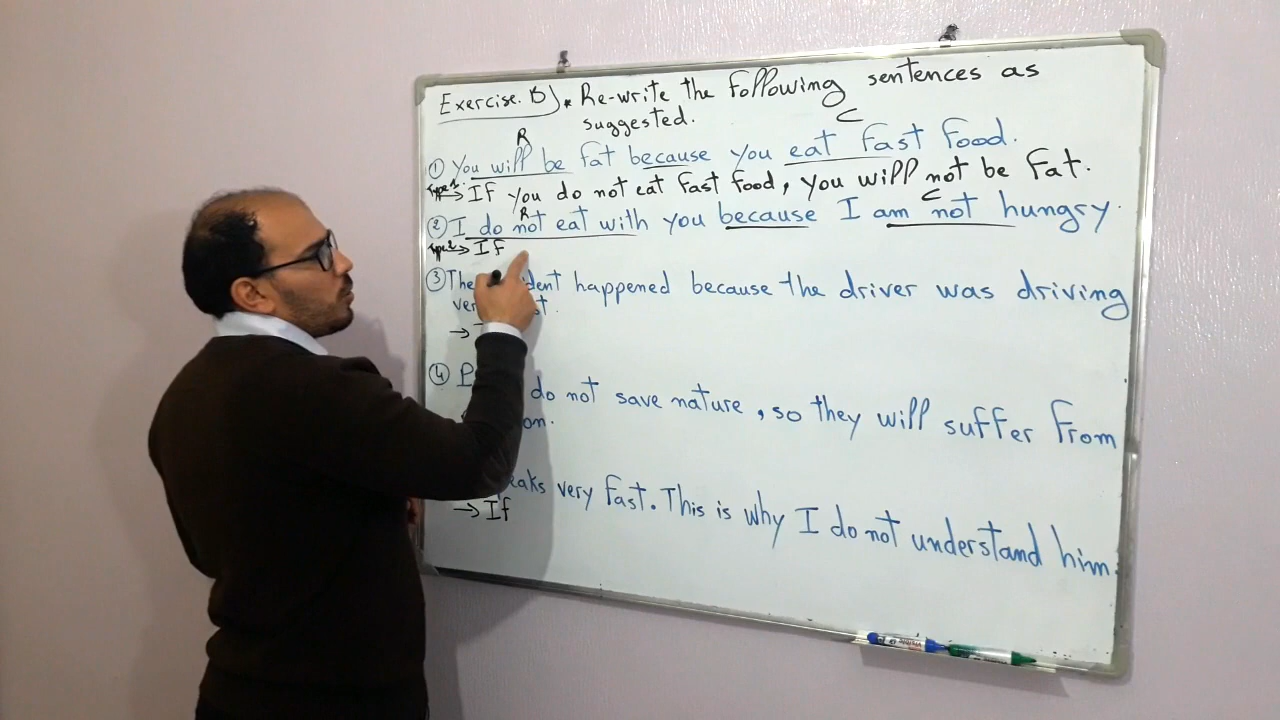 Exercise. B) * Re-write the following sentences as
suggested.
R C
① You will be fat because you eat fast food.
Type 1 → If you do not eat fast food, you will not be fat.
R C
② I do not eat with you because I am not hungry.
Type 2 → If
③ The happened because the driver was driving
→
④ do not save nature, so they will suffer from
very fast. This is why I do not understand him.
→ If